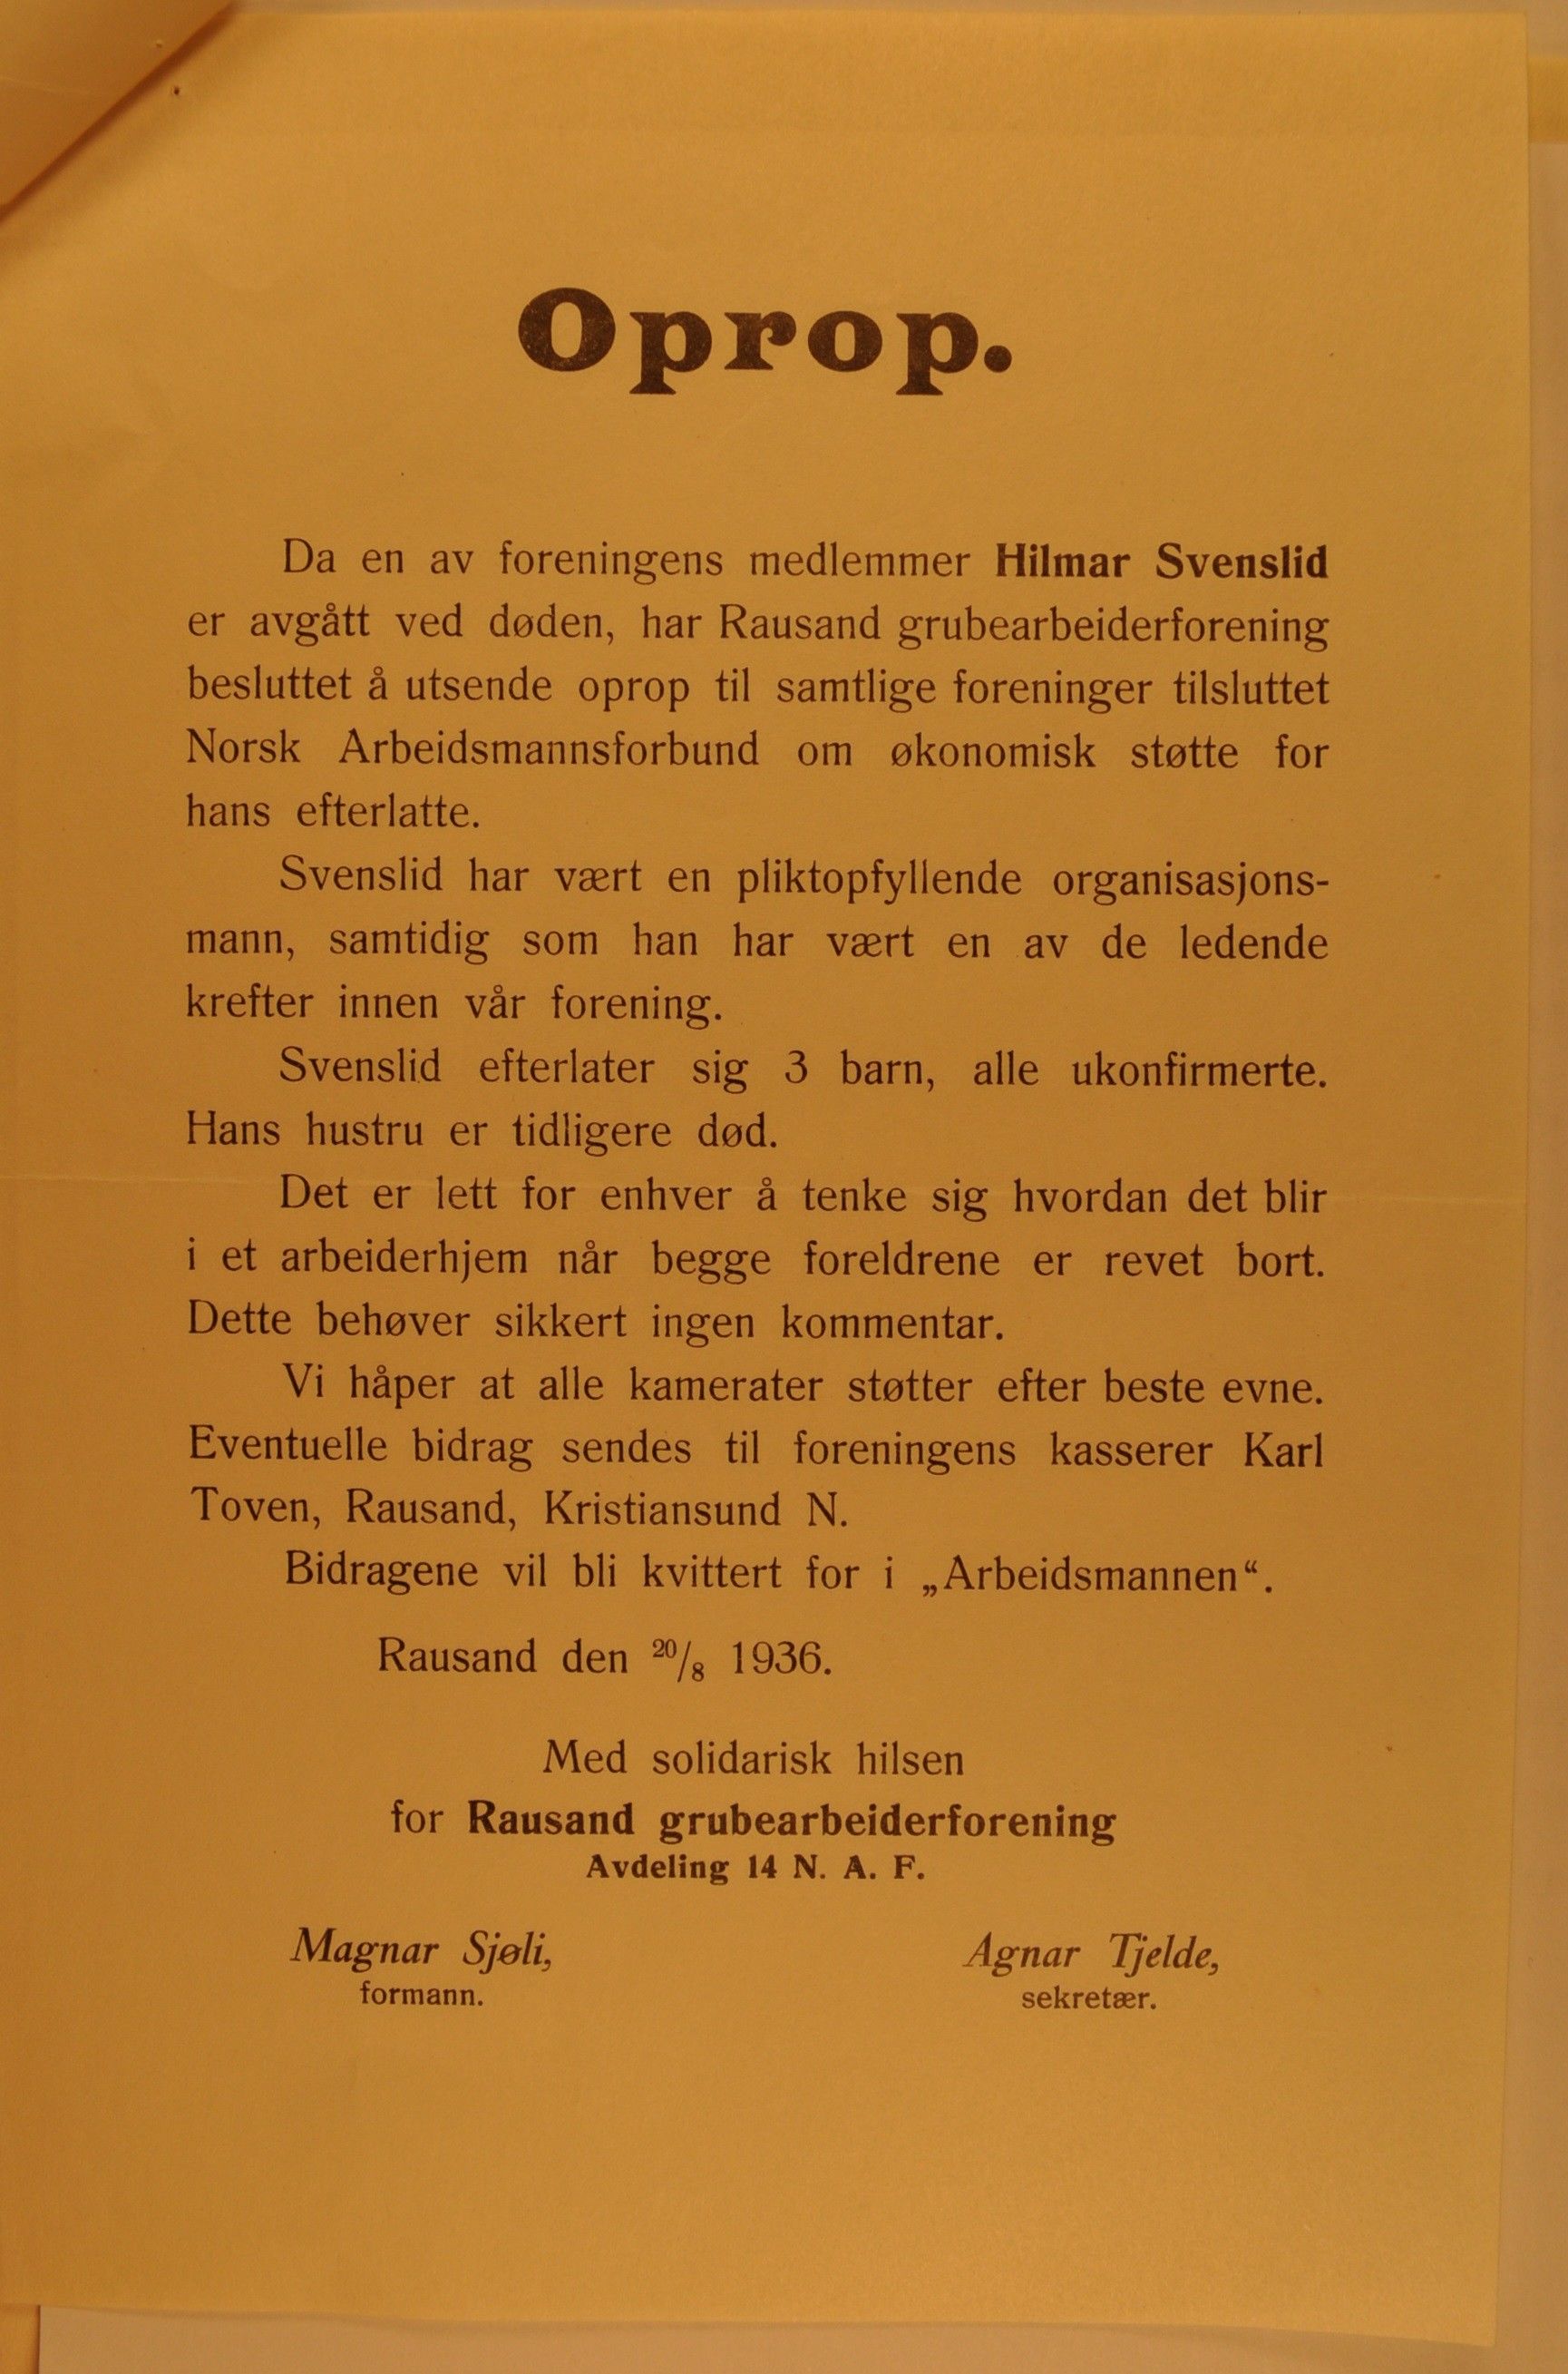 Oprop.
Da en av foreningens medlemmer Hilmar Svenslid
er avgått ved døden, har Rausand grubearbeiderforening
besluttet å utsende oprop til samtlige foreninger tilsluttet
Norsk Arbeidsmannsforbund om økonomisk støtte for
hans efterlatte.
Svenslid har vært en pliktopfyllende organisasjons-
mann, samtidig som han har vært en av de ledende
krefter innen vår forening.
Svenslid efterlater sig 3 barn, alle ukonfirmerte.
Hans hustru er tidligere død.
Det er lett for enhver å tenke sig hvordan det blir
i et arbeiderhjem når begge foreldrene er revet bort.
Dette behøver sikkert ingen kommentar.
Vi håper at alle kamerater støtter efter beste evne.
Eventuelle bidrag sendes til foreningens kasserer Karl
Toven, Rausand, Kristiansund N.
Bidragene vil bli kvittert for i „Arbeidsmannen“.
Rausand den 20/8 1936.
Med solidarisk hilsen
for Rausand grubearbeiderforening
Avdeling 14 N. A. F.
Magnar Sjøli, Agnar Tjelde,
formann. sekretær.